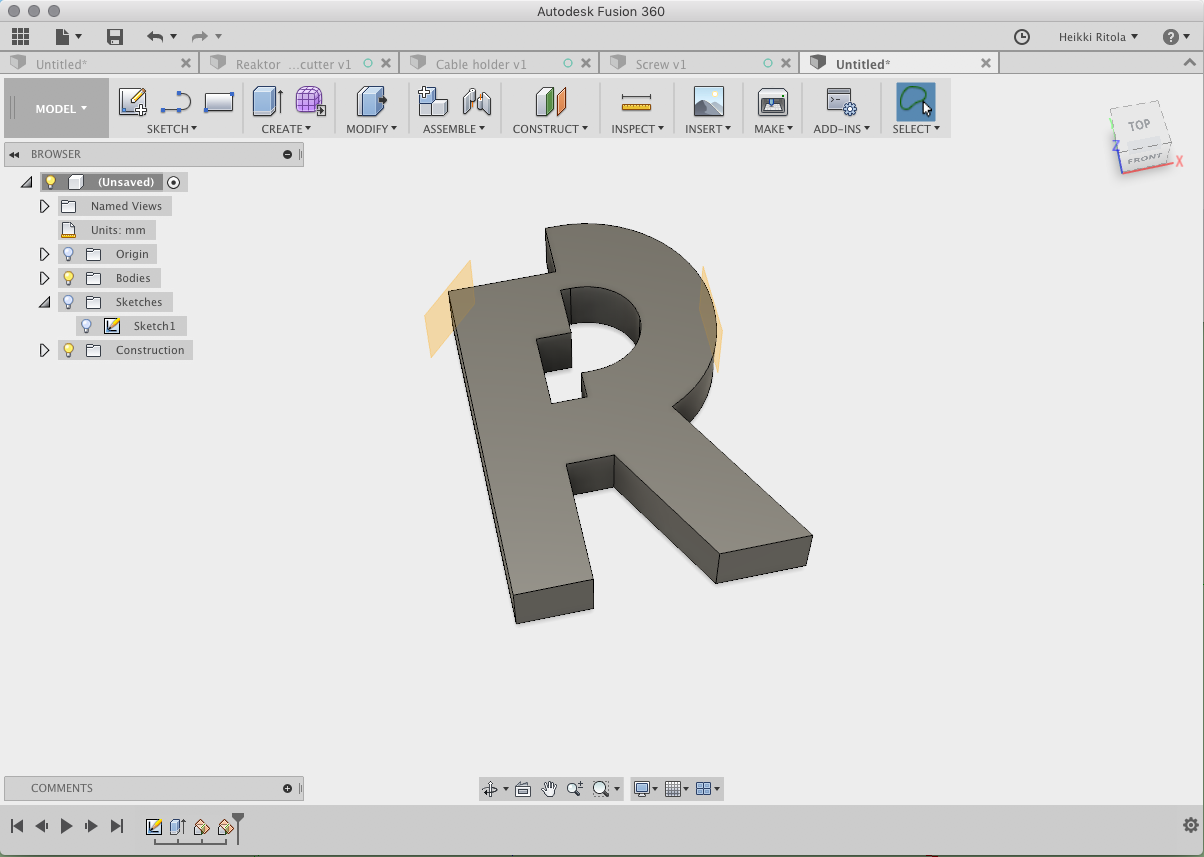 Autodesk Fusion 360
Heikki Ritola
Untitled*
Reaktor ...cutter v1
Cable holder v1
Screw v1
Untitled*
MODEL
SKETCH
CREATE
MODIFY
ASSEMBLE
CONSTRUCT
INSPECT
INSERT
MAKE
ADD-INS
SELECT
TOP
FRONT
Z
X
BROWSER
(Unsaved)
Named Views
Units: mm
Origin
Bodies
Sketches
Sketch1
Construction
R
COMMENTS